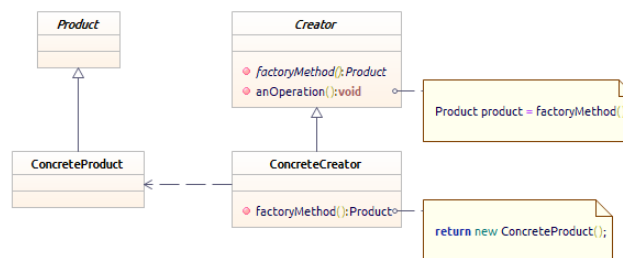 Product
Creator
factoryMethod():Product
anOperation():void
Product product = factoryMethod()
ConcreteProduct
ConcreteCreator
factoryMethod():Product
return new ConcreteProduct();